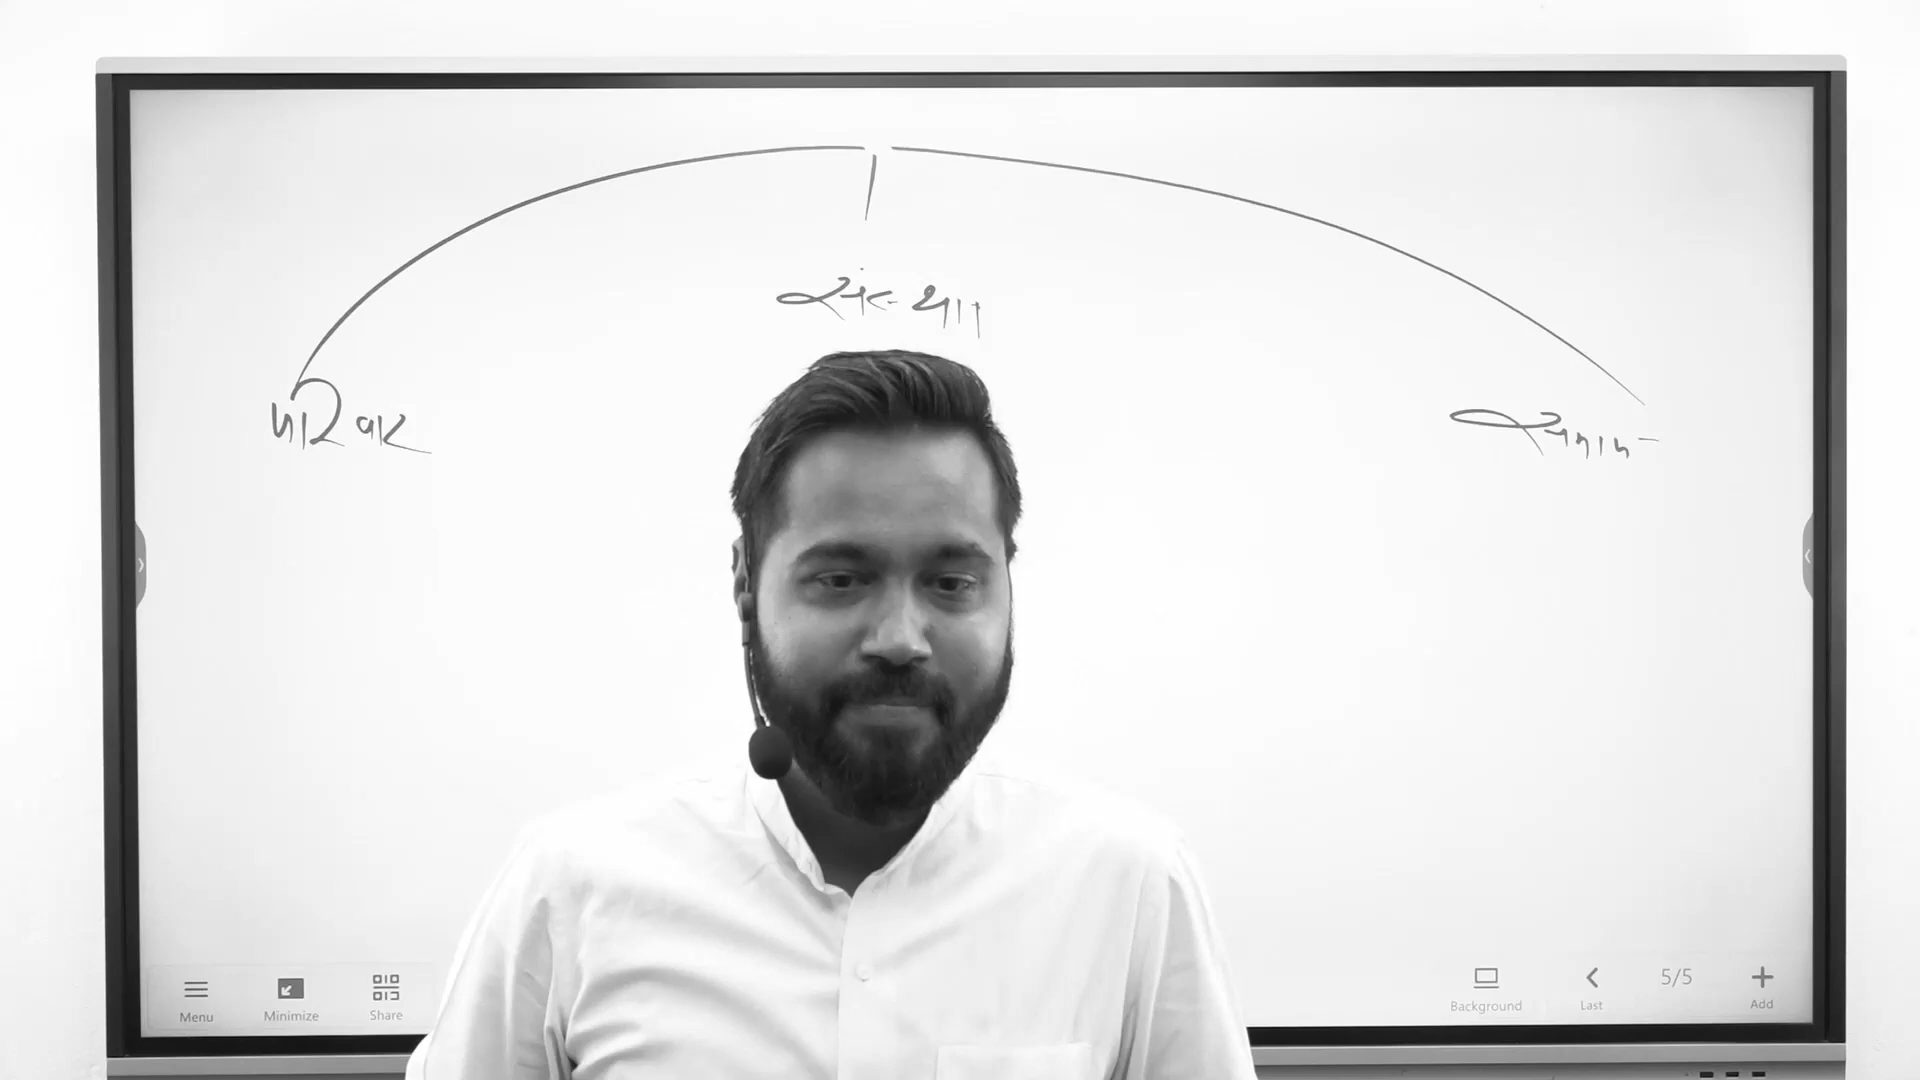 संस्था
परिवार
समाज
Menu
Minimize
Share
Background
Last
5/5
Add